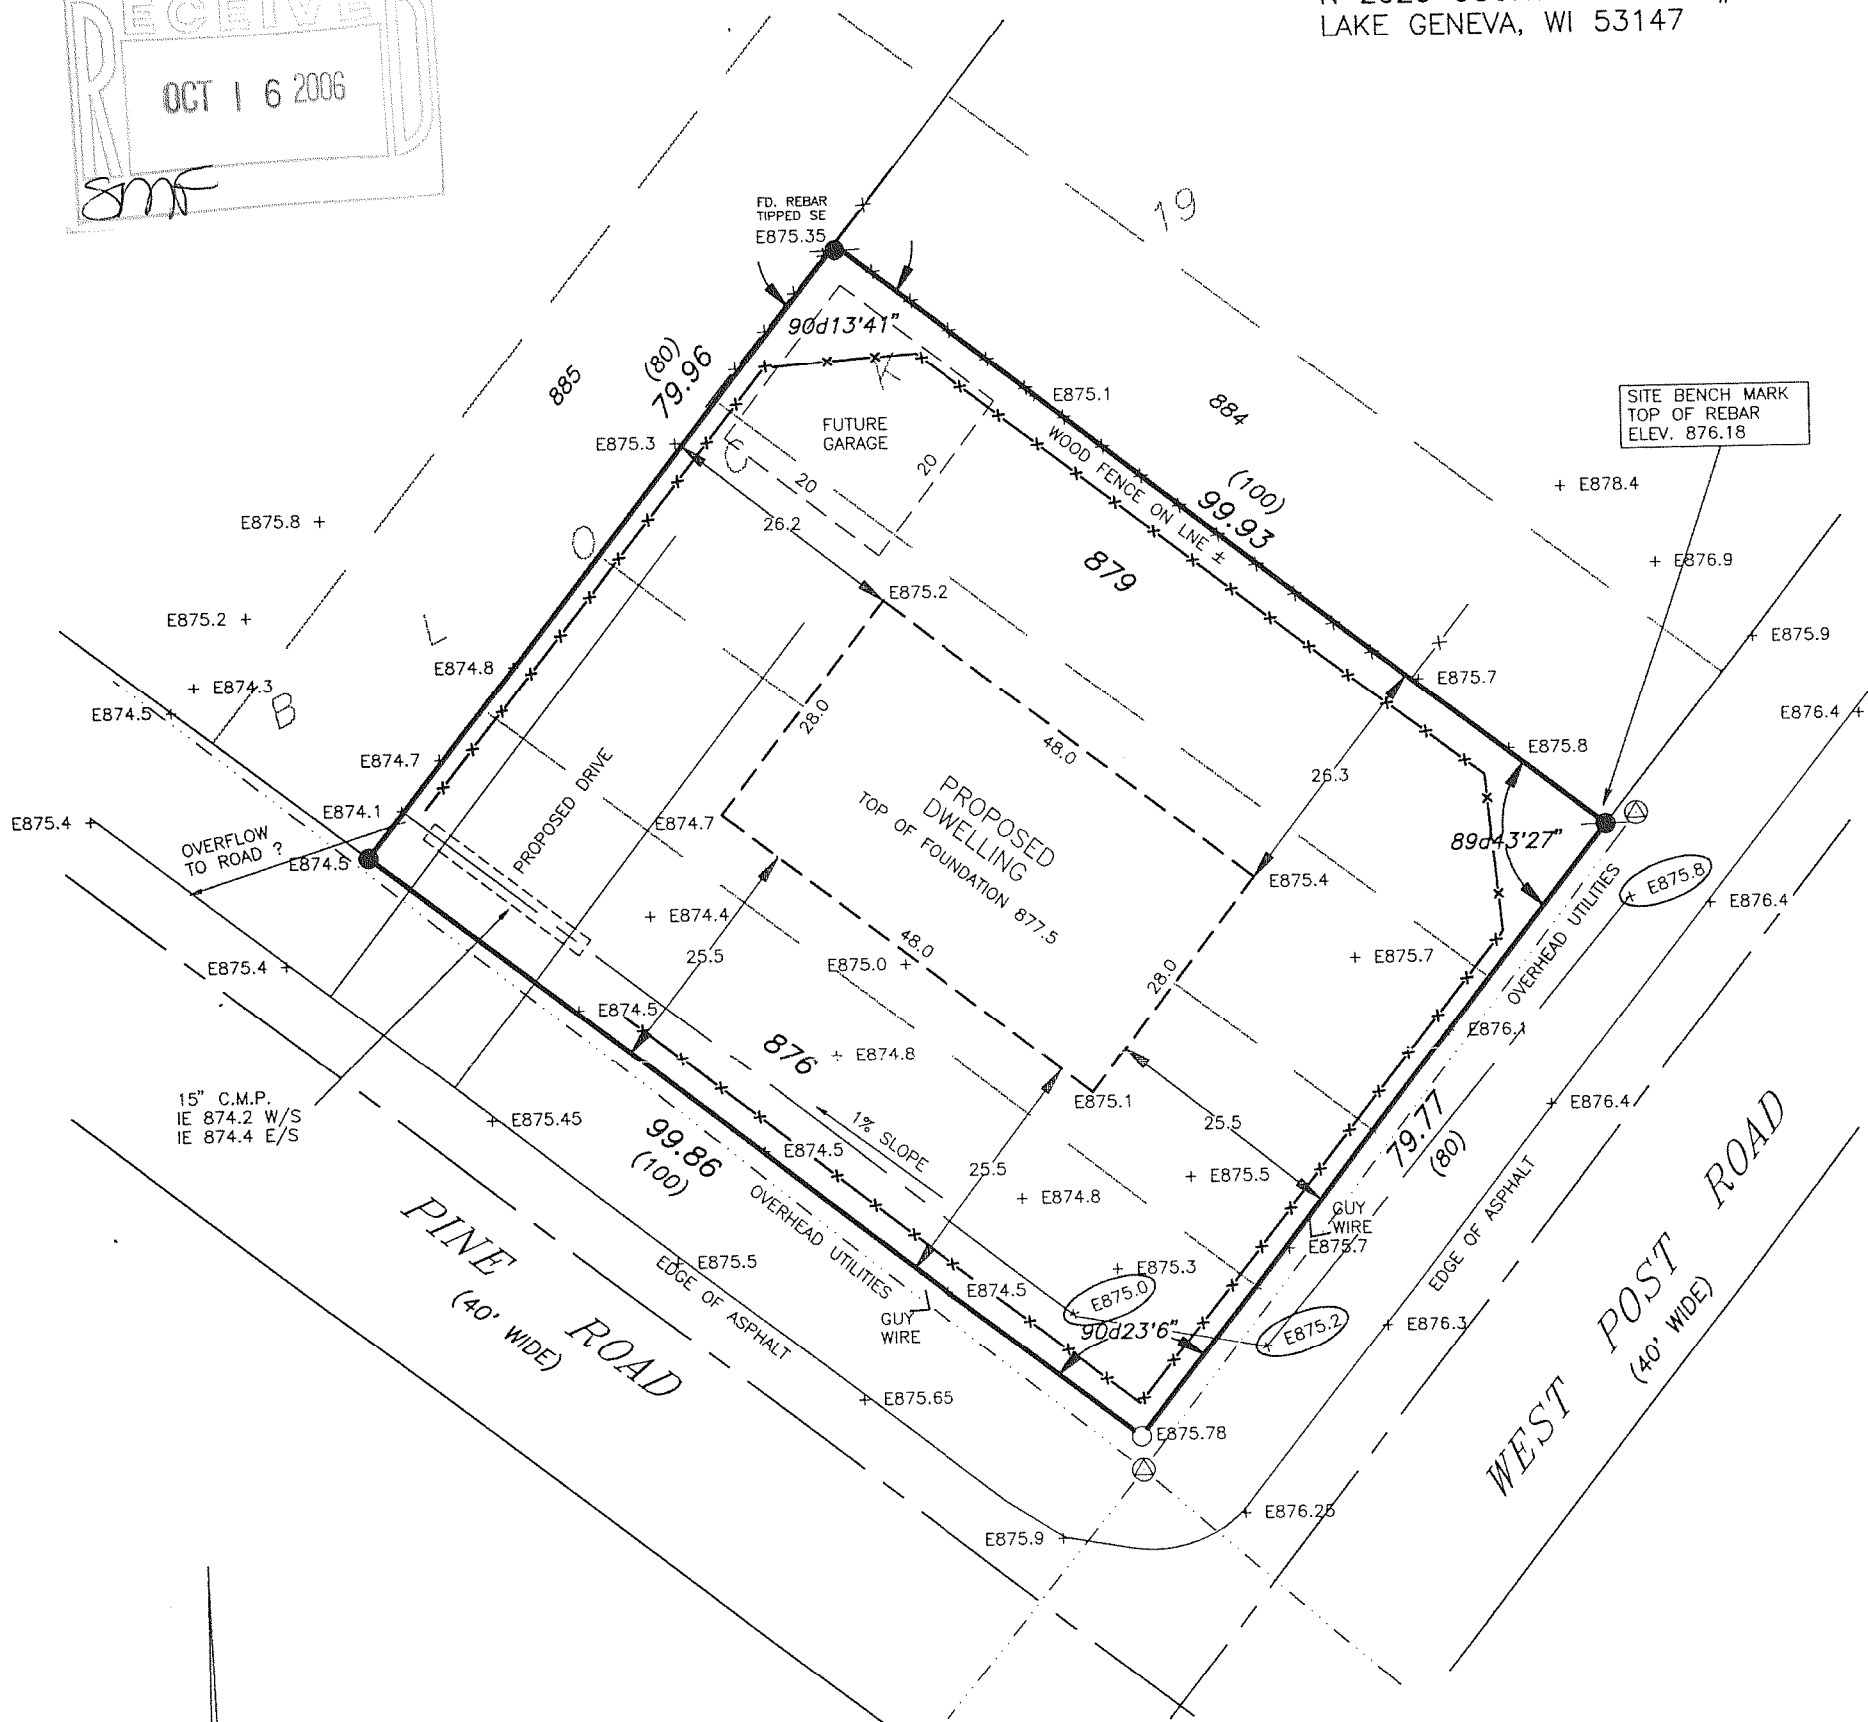 RECEIVED
OCT 16 2006
SMF
LAKE GENEVA, WI 53147
19
FD. REBAR
TIPPED SE
E875.35
90d13'41"
(80)
79.96
885
K
E875.1
884
SITE BENCH MARK
TOP OF REBAR
ELEV. 876.18
FUTURE
GARAGE
20
20
WOOD FENCE ON LNE ±
(100)
99.93
E875.3
C
26.2
E878.4
E875.8
O
879
E876.9
E875.2
E875.2
L
E875.9
E874.8
E875.7
E874.3
E874.5
B
28.0
48.0
E876.4
E875.8
E874.7
26.3
PROPOSED DRIVE
PROPOSED
DWELLING
TOP OF FOUNDATION 877.5
E874.1
E875.4
E874.7
OVERFLOW
TO ROAD ?
E874.5
89d43'27"
E875.4
E875.8
E876.4
E874.4
48.0
25.5
E875.0
28.0
E875.7
OVERHEAD UTILITIES
E875.4
E874.5
E876.1
876
E874.8
15" C.M.P.
IE 874.2 W/S
IE 874.4 E/S
E875.45
1% SLOPE
E875.1
25.5
E876.4
79.77
(80)
99.86
(100)
E874.5
25.5
E875.5
E874.8
EDGE OF ASPHALT
GUY
WIRE
E875.7
PINE ROAD
(40' WIDE)
OVERHEAD UTILITIES
E875.5
EDGE OF ASPHALT
E875.3
E874.5
E875.0
GUY
WIRE
90d23'6"
E875.2
E876.3
WEST POST ROAD
(40' WIDE)
E875.65
E875.78
E876.25
E875.9